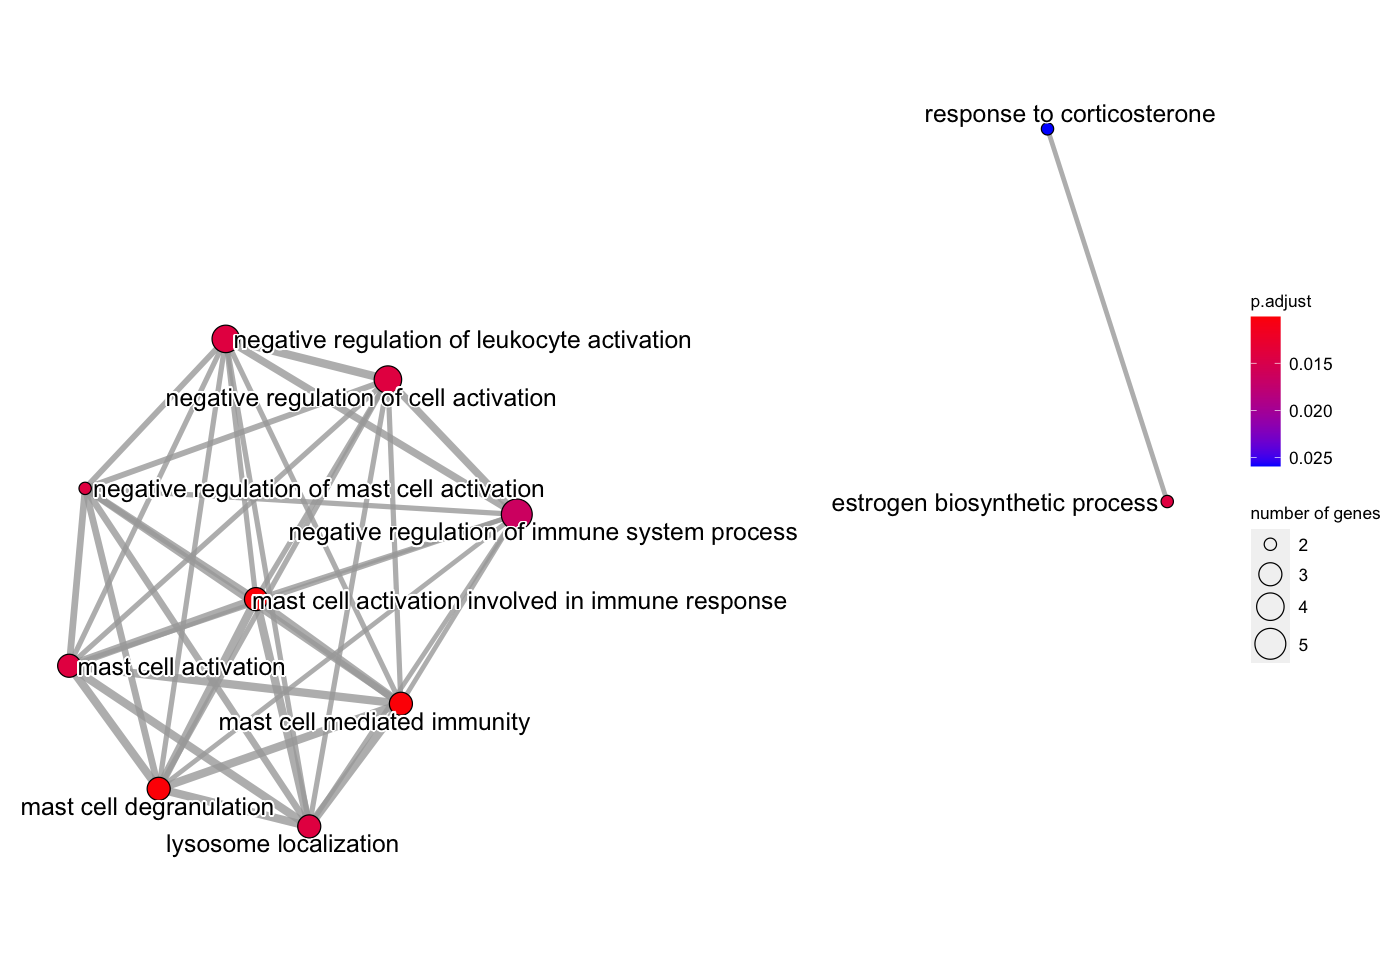 response to corticosterone
p.adjust
negative regulation of leukocyte activation
0.015
negative regulation of cell activation
0.020
0.025
negative regulation of mast cell activation
estrogen biosynthetic process
number of genes
negative regulation of immune system process
2
3
mast cell activation involved in immune response
4
5
mast cell activation
mast cell mediated immunity
mast cell degranulation
lysosome localization